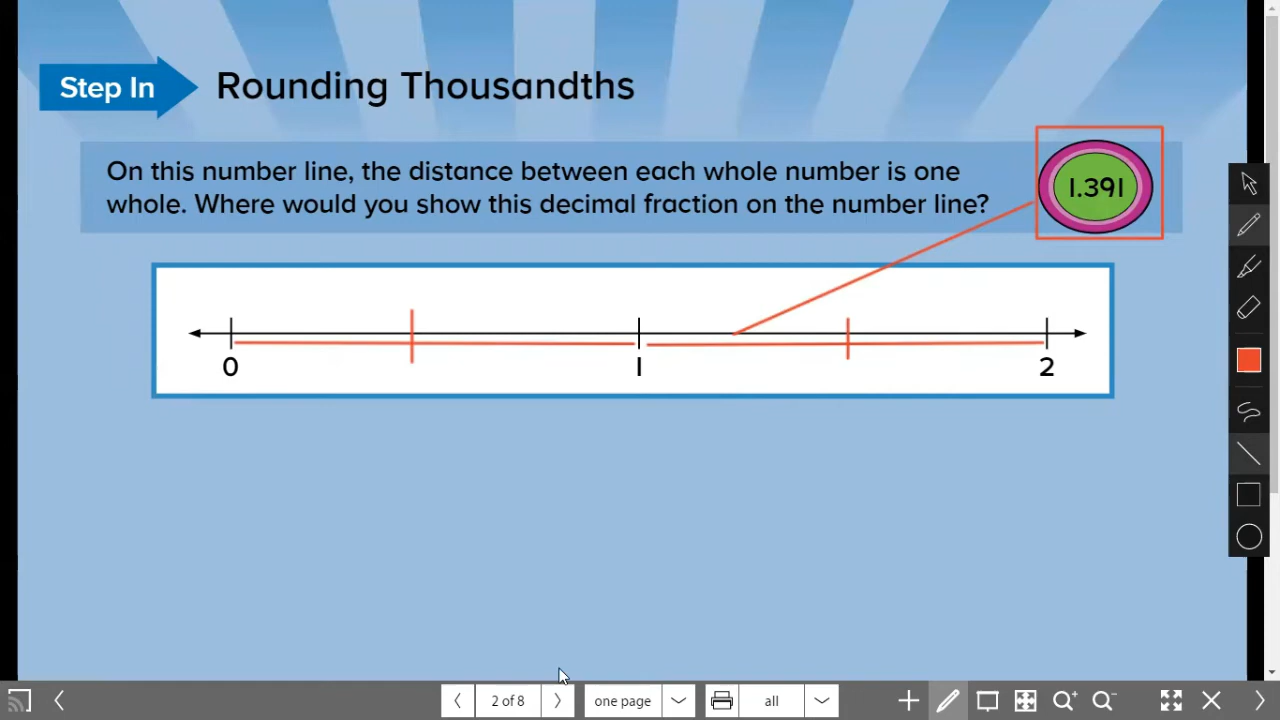 Step In
Rounding Thousandths
On this number line, the distance between each whole number is one
whole. Where would you show this decimal fraction on the number line?
1.391
0
1
2
2 of 8
one page
all